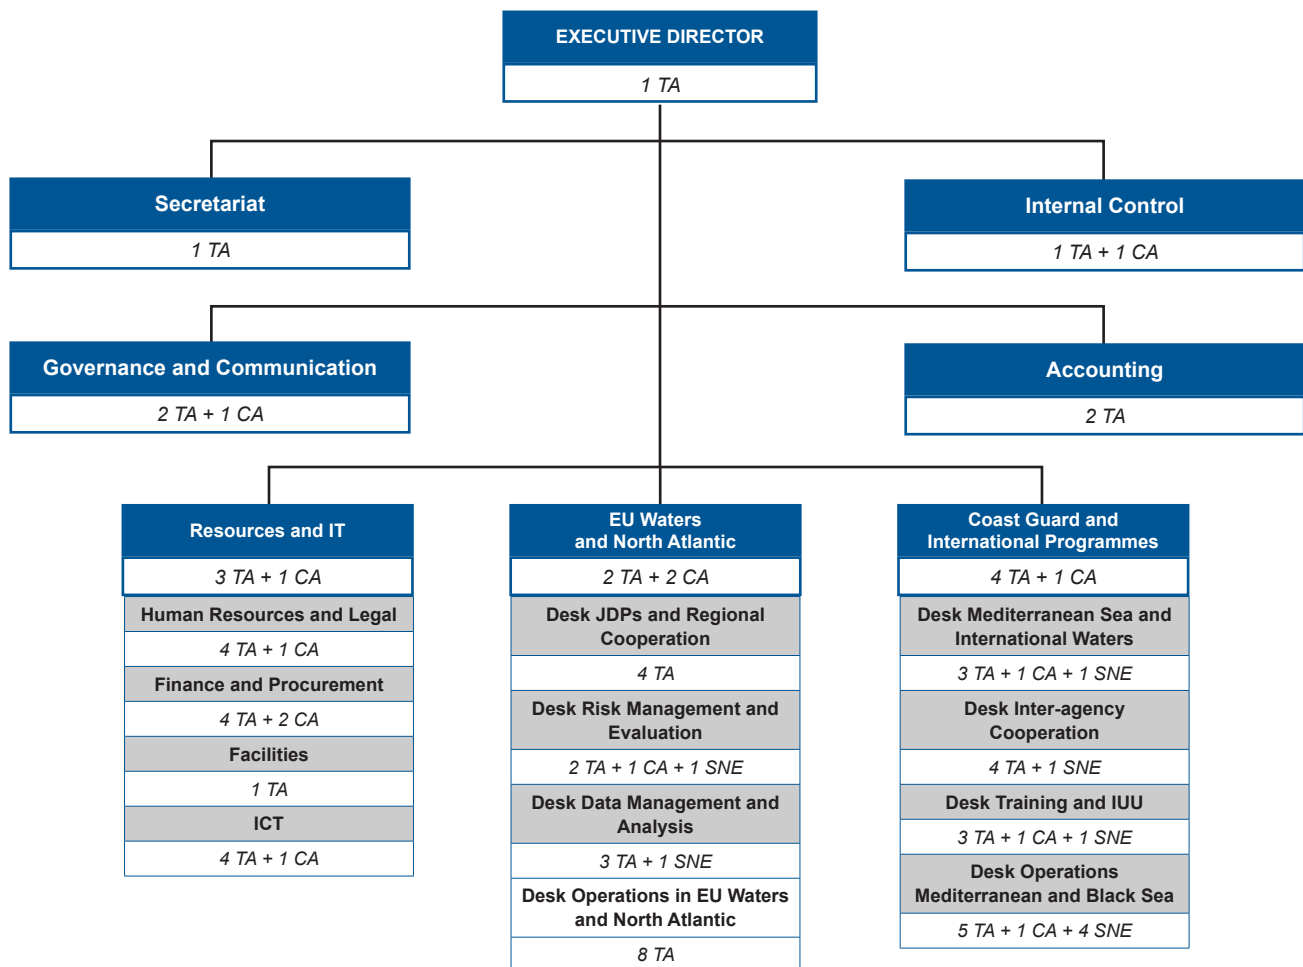 EXECUTIVE DIRECTOR
1 TA
Secretariat
1 TA
Internal Control
1 TA + 1 CA
Governance and Communication
2 TA + 1 CA
Accounting
2 TA
Resources and IT
3 TA + 1 CA
Human Resources and Legal
4 TA + 1 CA
Finance and Procurement
4 TA + 2 CA
Facilities
1 TA
ICT
4 TA + 1 CA
EU Waters
and North Atlantic
2 TA + 2 CA
Desk JDPs and Regional
Cooperation
4 TA
Desk Risk Management and
Evaluation
2 TA + 1 CA + 1 SNE
Desk Data Management and
Analysis
3 TA + 1 SNE
Desk Operations in EU Waters
and North Atlantic
8 TA
Coast Guard and
International Programmes
4 TA + 1 CA
Desk Mediterranean Sea and
International Waters
3 TA + 1 CA + 1 SNE
Desk Inter-agency
Cooperation
4 TA + 1 SNE
Desk Training and IUU
3 TA + 1 CA + 1 SNE
Desk Operations
Mediterranean and Black Sea
5 TA + 1 CA + 4 SNE